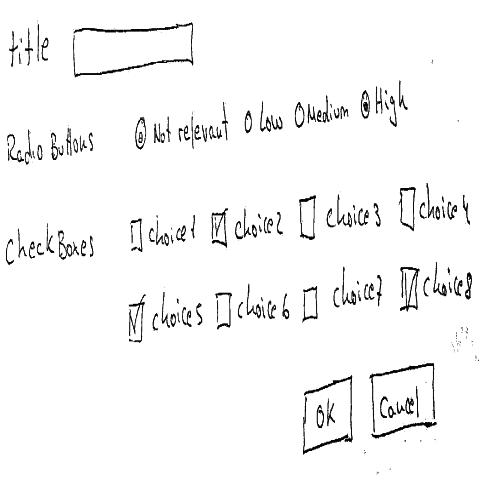 title
Radio Buttons Not relevant Low Medium High
CheckBoxes choice1 choice2 choice3 choice4
choice5 choice6 choice7 choice8
OK Cancel